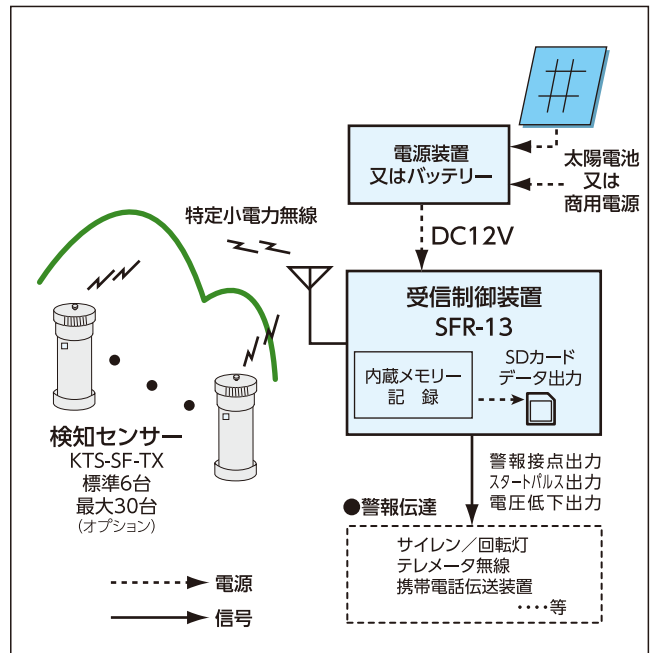 電源装置
又はバッテリー
太陽電池
又は
商用電源
特定小電力無線
DC12V
受信制御装置
SFR-13
内蔵メモリー
記　録
SDカード
データ出力
検知センサー
KTS-SF-TX
標準6台
最大30台
(オプション)
警報接点出力
スタートパルス出力
電圧低下出力
●警報伝達
サイレン／回転灯
テレメータ無線
携帯電話伝送装置
‥‥等
電源
信号